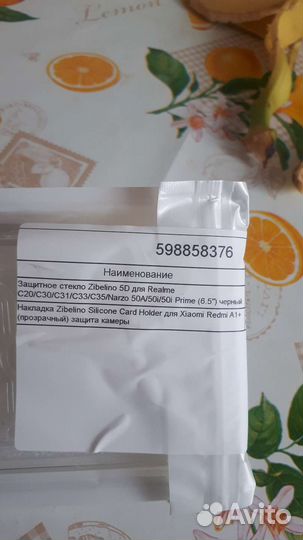 Lemon
598858376
Наименование
Защитное стекло Zibelino 5D для Realme
C20/C30/C31/C33/C35/Narzo 50A/50i/50i Prime (6.5") черный
Накладка Zibelino Silicone Card Holder для Xiaomi Redmi A1+
(прозрачный) защита камеры
Avito